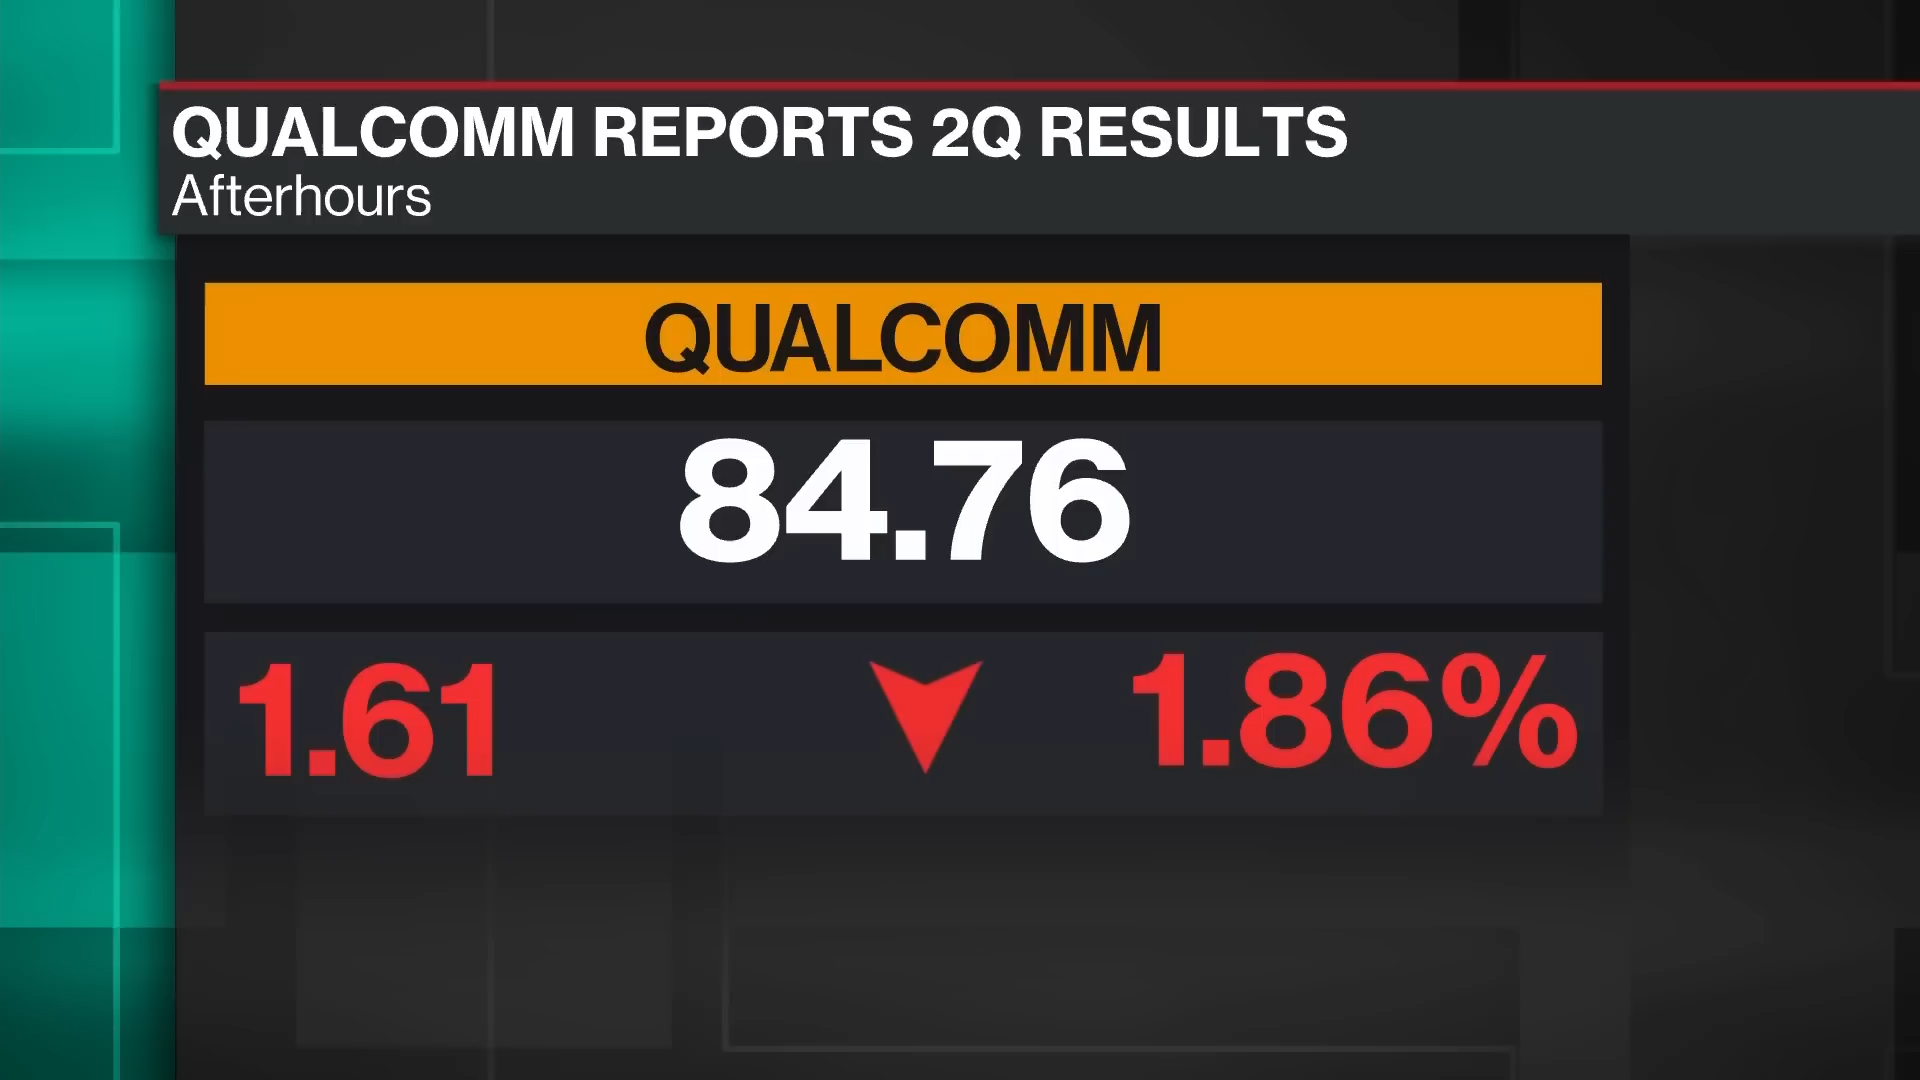 QUALCOMM REPORTS 2Q RESULTS
Afterhours
QUALCOMM
84.76
1.61 1.86%